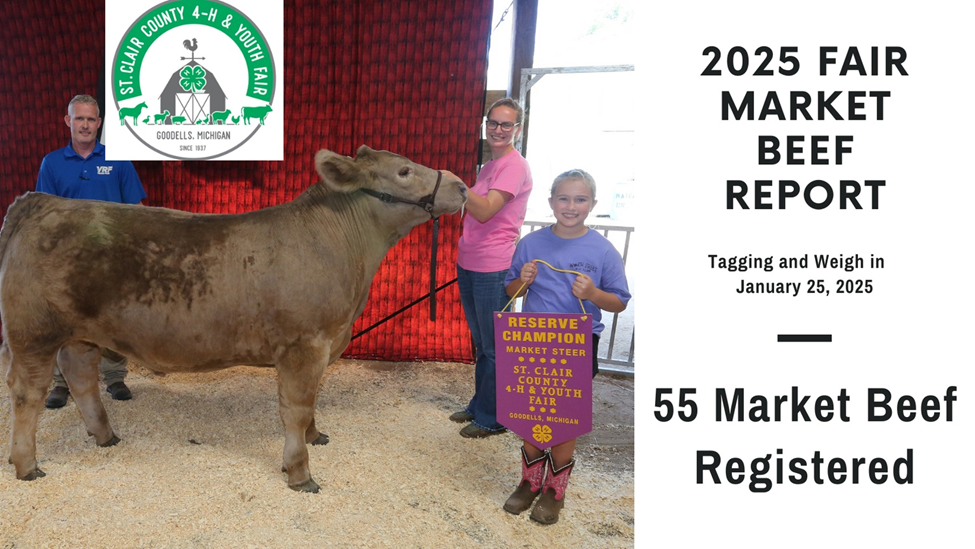 ST. CLAIR COUNTY 4-H & YOUTH FAIR
GOODELLS, MICHIGAN
SINCE 1937
VRF
RESERVE
CHAMPION
MARKET STEER
ST. CLAIR
COUNTY
4-H & YOUTH
FAIR
GOODELLS, MICHIGAN
2025 FAIR
MARKET
BEEF
REPORT
Tagging and Weigh in
January 25, 2025
55 Market Beef
Registered